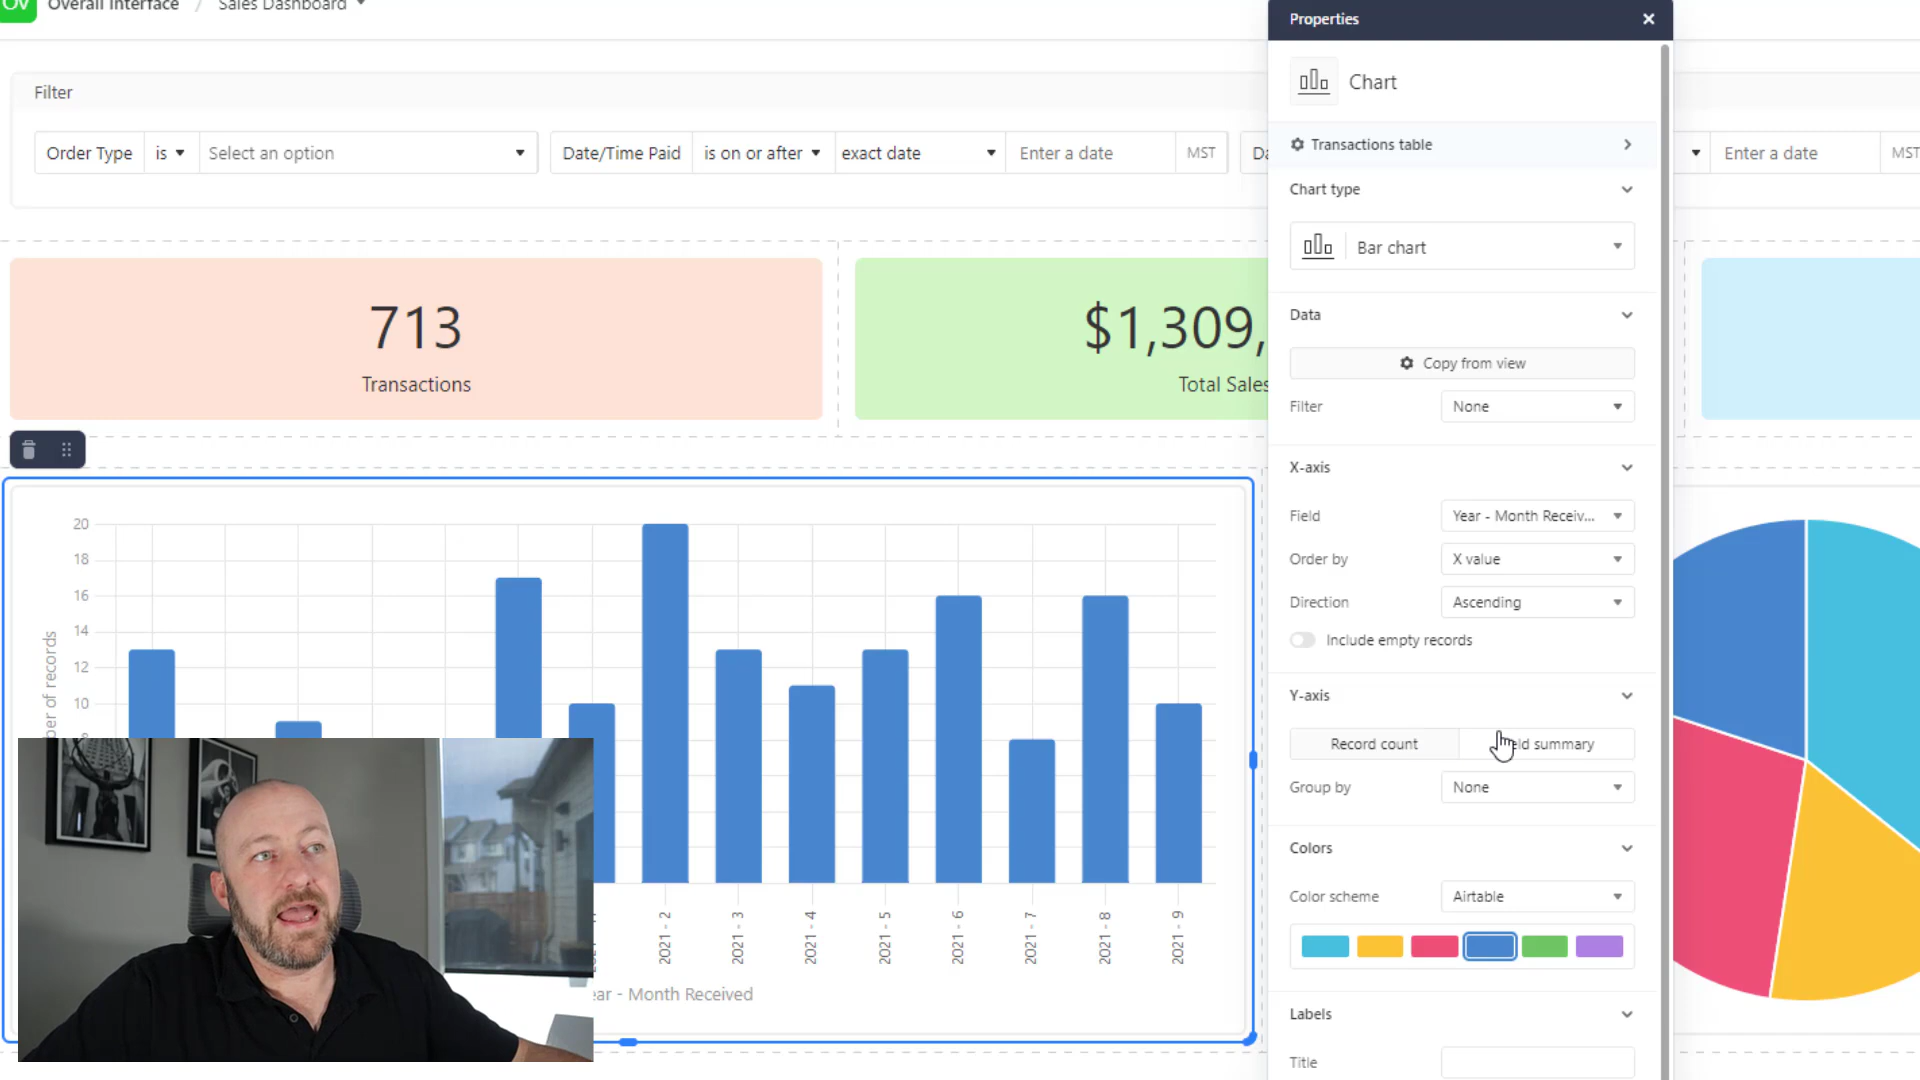 OV Overall Interface / Sales Dashboard
Properties
Chart
Filter
Order Type is Select an option
Date/Time Paid is on or after exact date Enter a date MST
Enter a date MST
Transactions table
Chart type
Bar chart
713
Transactions
$1,309,
Total Sales
Data
Copy from view
Filter None
X-axis
Field Year - Month Receiv...
Order by X value
Direction Ascending
Include empty records
Y-axis
Record count
summary
Group by None
Colors
Color scheme Airtable
Labels
Title
20
18
16
14
12
10
of records
2021 - 2
2021 - 3
2021 - 4
2021 - 5
2021 - 6
2021 - 7
2021 - 8
2021 - 9
- Month Received